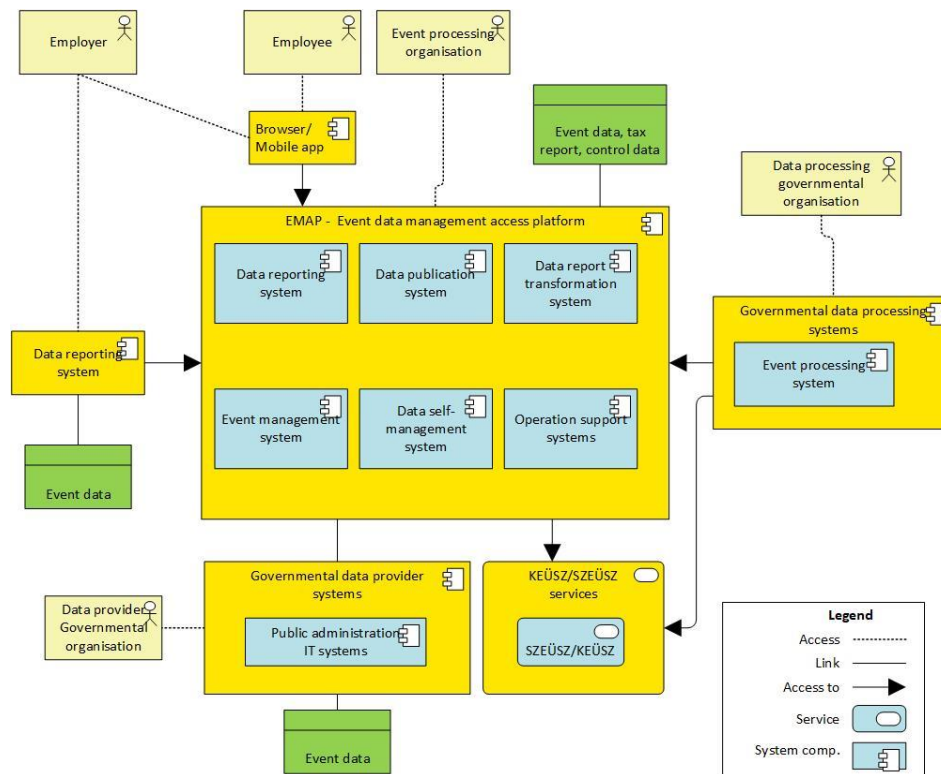 Employer
Employee
Event processing
organisation
Browser/
Mobile app
Event data, tax
report, control data
Data processing
governmental
organisation
EMAP - Event data management access platform
Data reporting
system
Data publication
system
Data report
transformation
system
Governmental data processing
systems
Event processing
system
Data reporting
system
Event management
system
Data self-
management
system
Operation support
systems
Event data
Governmental data provider
systems
Public administration
IT systems
KEÜSZ/SZEÜSZ
services
SZEÜSZ/KEÜSZ
Data provider
Governmental
organisation
Event data
Legend
Access
Link
Access to
Service
System comp.